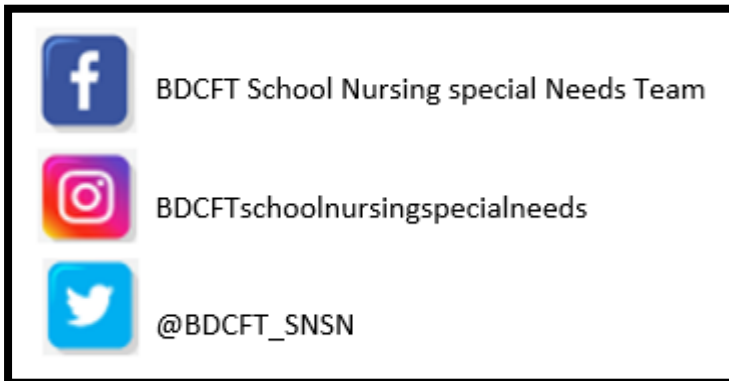 BDCFT School Nursing special Needs Team
BDCFTschoolnursingspecialneeds
@BDCFT_SNSN